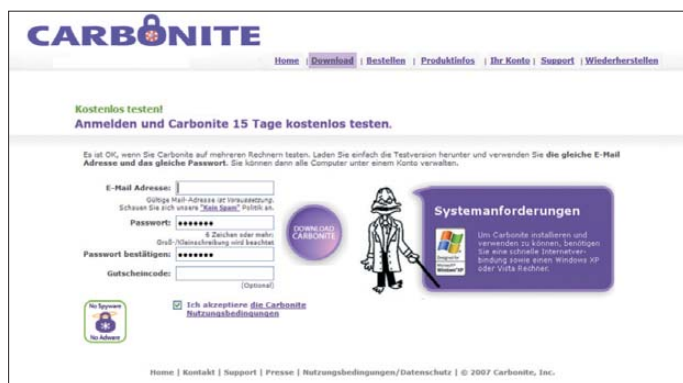 CARBONITE
Home | Download | Bestellen | Produktinfos | Ihr Konto | Support | Wiederherstellen
Kostenlos testen!
Anmelden und Carbonite 15 Tage kostenlos testen.
Es ist OK, wenn Sie Carbonite auf mehreren Rechnern testen. Laden Sie einfach die Testversion herunter und verwenden Sie die gleiche E-Mail
Adresse und das gleiche Passwort. Sie können dann alle Computer unter einem Konto verwalten.
E-Mail Adresse:
Gültige Mail-Adresse ist Voraussetzung.
Schauen Sie sich unsere "Kein Spam" Politik an.
Passwort:
6 Zeichen oder mehr:
Groß-/Kleinschreibung wird beachtet
Passwort bestätigen:
Gutscheincode:
(Optional)
Ich akzeptiere die Carbonite
Nutzungsbedingungen
DOWNLOAD
CARBONITE
Systemanforderungen
Um Carbonite installieren und
verwenden zu können, benötigen
Sie eine schnelle Internetver-
bindung sowie einen Windows XP
oder Vista Rechner.
Designed for
Microsoft
Windows XP
No Spyware
No Adware
Home | Kontakt | Support | Presse | Nutzungsbedingungen/Datenschutz | © 2007 Carbonite, Inc.